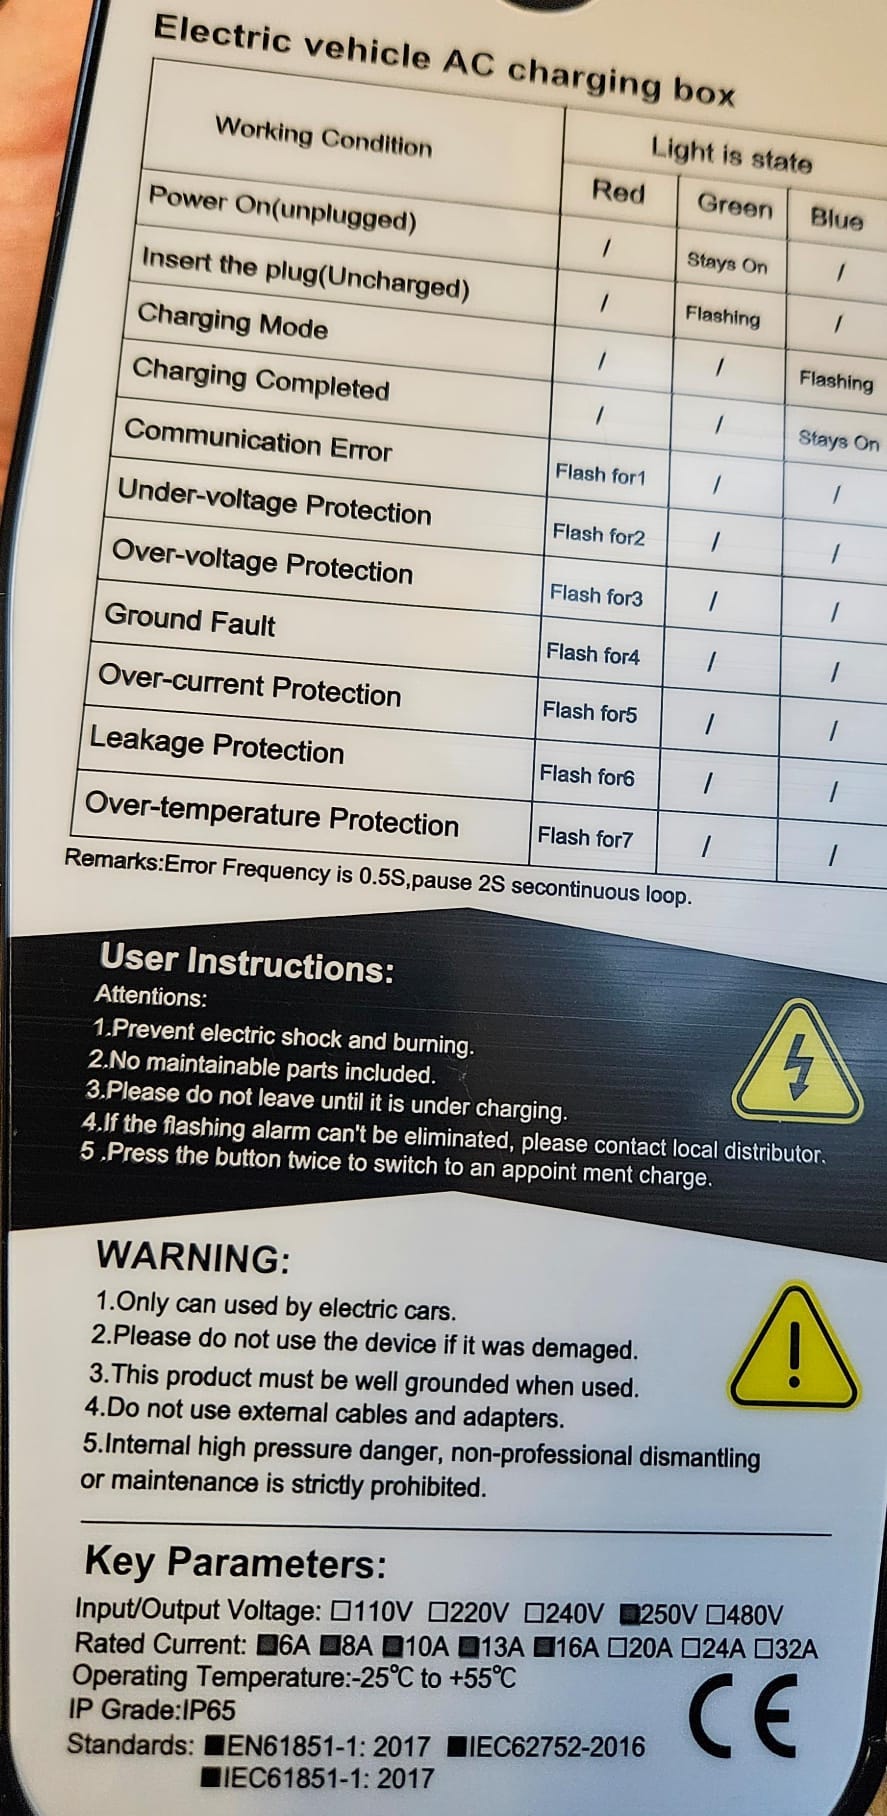 Electric vehicle AC charging box
Working Condition Light is state
Red Green Blue
Power On(unplugged) / Stays On /
Insert the plug(Uncharged) / Flashing /
Charging Mode / / Flashing
Charging Completed / / Stays On
Communication Error Flash for1 / /
Under-voltage Protection Flash for2 / /
Over-voltage Protection Flash for3 / /
Ground Fault Flash for4 / /
Over-current Protection Flash for5 / /
Leakage Protection Flash for6 / /
Over-temperature Protection Flash for7 / /
Remarks:Error Frequency is 0.5S,pause 2S secontinuous loop.
User Instructions:
Attentions:
1.Prevent electric shock and burning.
2.No maintainable parts included.
3.Please do not leave until it is under charging.
4.If the flashing alarm can't be eliminated, please contact local distributor.
5 .Press the button twice to switch to an appoint ment charge.
WARNING:
1.Only can used by electric cars.
2.Please do not use the device if it was demaged.
3.This product must be well grounded when used.
4.Do not use external cables and adapters.
5.Internal high pressure danger, non-professional dismantling
or maintenance is strictly prohibited.
Key Parameters:
Input/Output Voltage: □110V □220V □240V ■250V □480V
Rated Current: ■6A ■8A ■10A ■13A ■16A □20A □24A □32A
Operating Temperature:-25℃ to +55℃
IP Grade:IP65
Standards: ■EN61851-1: 2017 ■IEC62752-2016
■IEC61851-1: 2017
CE